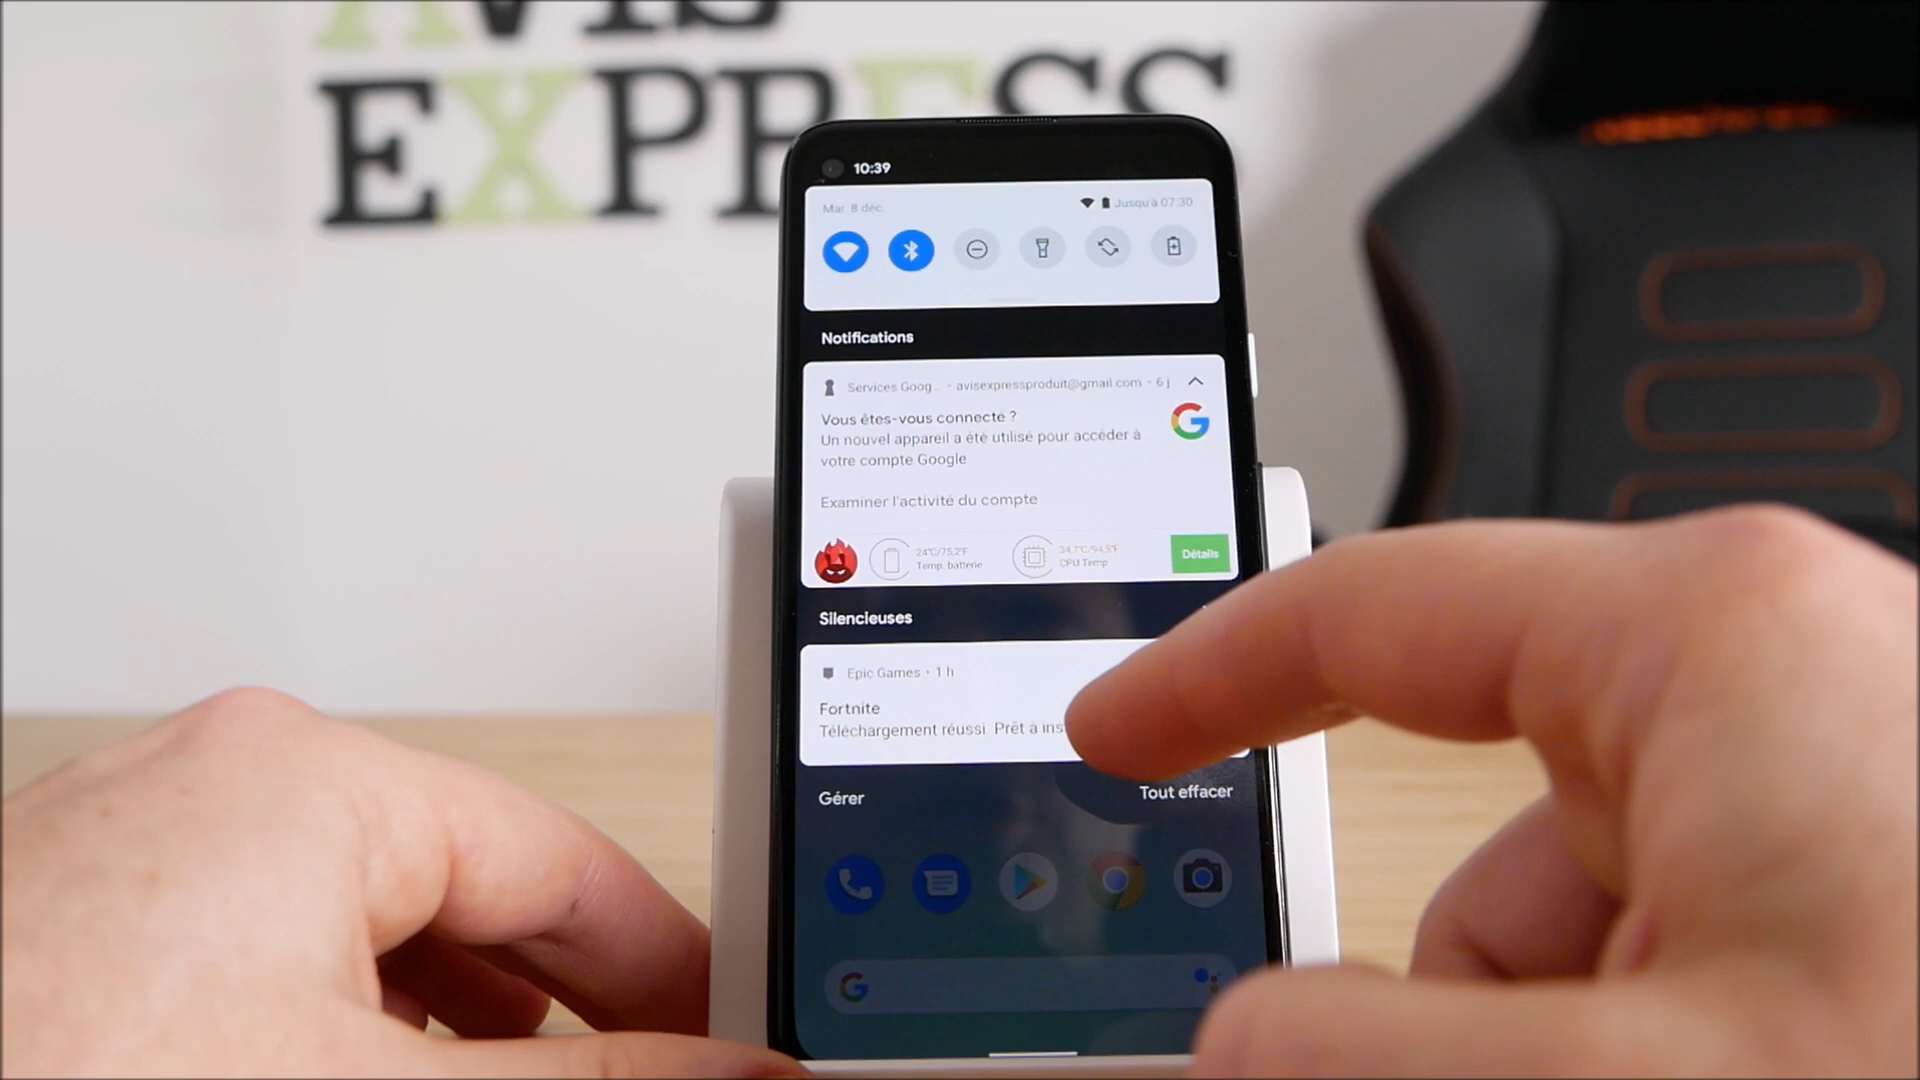 AVIS
EXPRESS
10:39
Mar. 8 déc.
Jusqu'à 07:30
Notifications
Services Goog... • avisexpressproduit@gmail.com • 6 j
Vous êtes-vous connecté ?
Un nouvel appareil a été utilisé pour accéder à
votre compte Google
Examiner l'activité du compte
24°C/75,2°F
Temp. batterie
34,7°C/94,5°F
CPU Temp
Détails
Silencieuses
Epic Games • 1 h
Fortnite
Téléchargement réussi. Prêt à ins
Gérer
Tout effacer